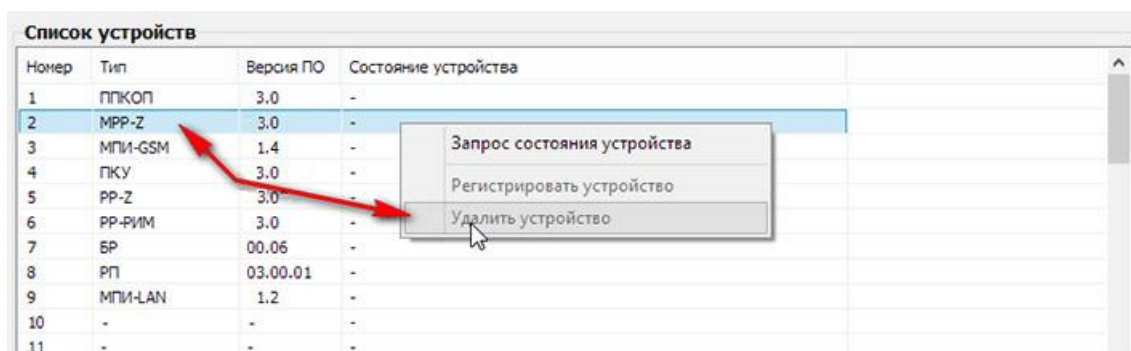 Список устройств
Номер Тип Версия ПО Состояние устройства
1 ППКОП 3.0 -
2 МРР-Z 3.0 -
3 МПИ-GSM 1.4 -
4 ПКУ 3.0 -
5 PP-Z 3.0 -
6 РР-РИМ 3.0 -
7 БР 00.06 -
8 РП 03.00.01 -
9 МПИ-LAN 1.2 -
10 - - -
11 - - -
Запрос состояния устройства
Регистрировать устройство
Удалить устройство